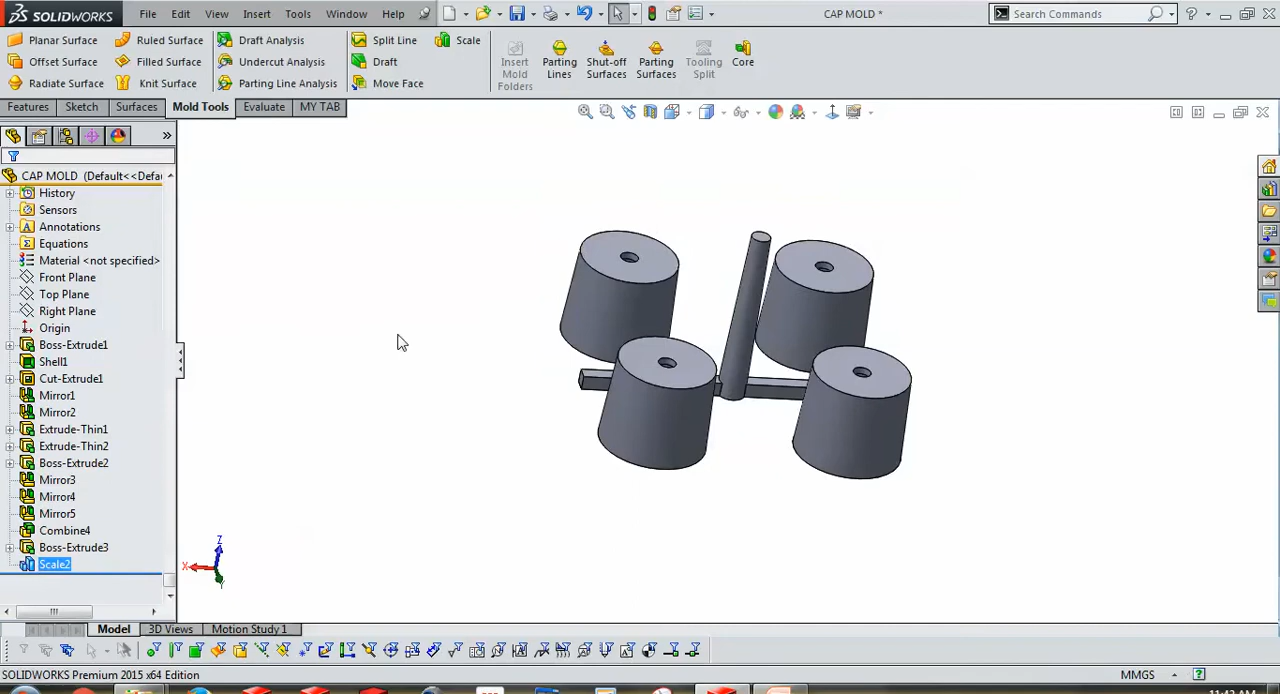 SOLIDWORKS File Edit View Insert Tools Window Help CAP MOLD * Search Commands
Planar Surface Ruled Surface Draft Analysis Split Line Scale
Offset Surface Filled Surface Undercut Analysis Draft
Radiate Surface Knit Surface Parting Line Analysis Move Face
Insert Mold Folders Parting Lines Shut-off Surfaces Parting Surfaces Tooling Split Core
Features Sketch Surfaces Mold Tools Evaluate MY TAB
CAP MOLD (Default<<Defau
History
Sensors
Annotations
Equations
Material <not specified>
Front Plane
Top Plane
Right Plane
Origin
Boss-Extrude1
Shell1
Cut-Extrude1
Mirror1
Mirror2
Extrude-Thin1
Extrude-Thin2
Boss-Extrude2
Mirror3
Mirror4
Mirror5
Combine4
Boss-Extrude3
Scale2
Z
X
Y
Model 3D Views Motion Study 1
SOLIDWORKS Premium 2015 x64 Edition MMGS